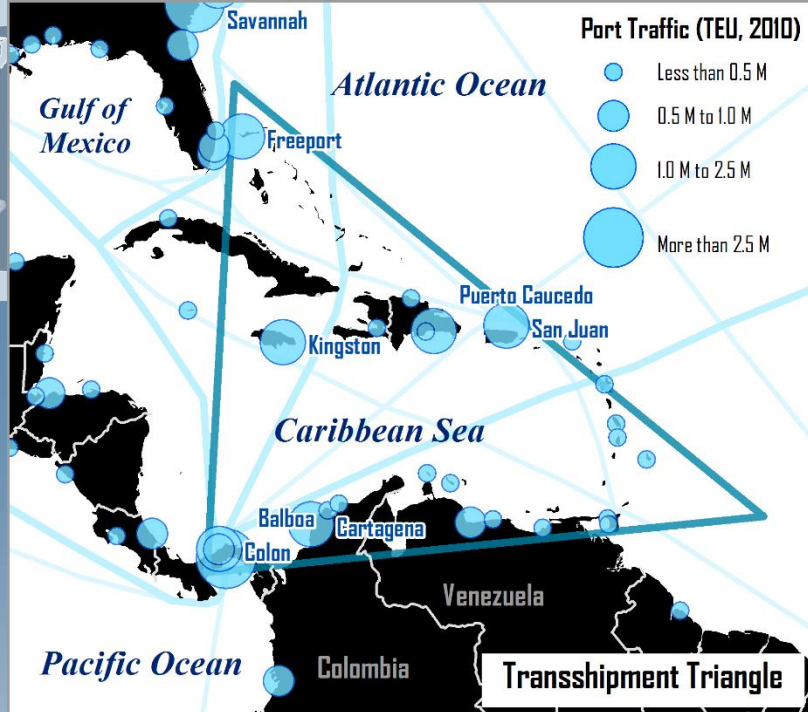 Savannah
Port Traffic (TEU, 2010)
Less than 0.5 M
0.5 M to 1.0 M
1.0 M to 2.5 M
More than 2.5 M
Atlantic Ocean
Gulf of
Mexico
Freeport
Puerto Caucedo
San Juan
Kingston
Caribbean Sea
Balboa
Cartagena
Colon
Venezuela
Pacific Ocean
Colombia
Transshipment Triangle